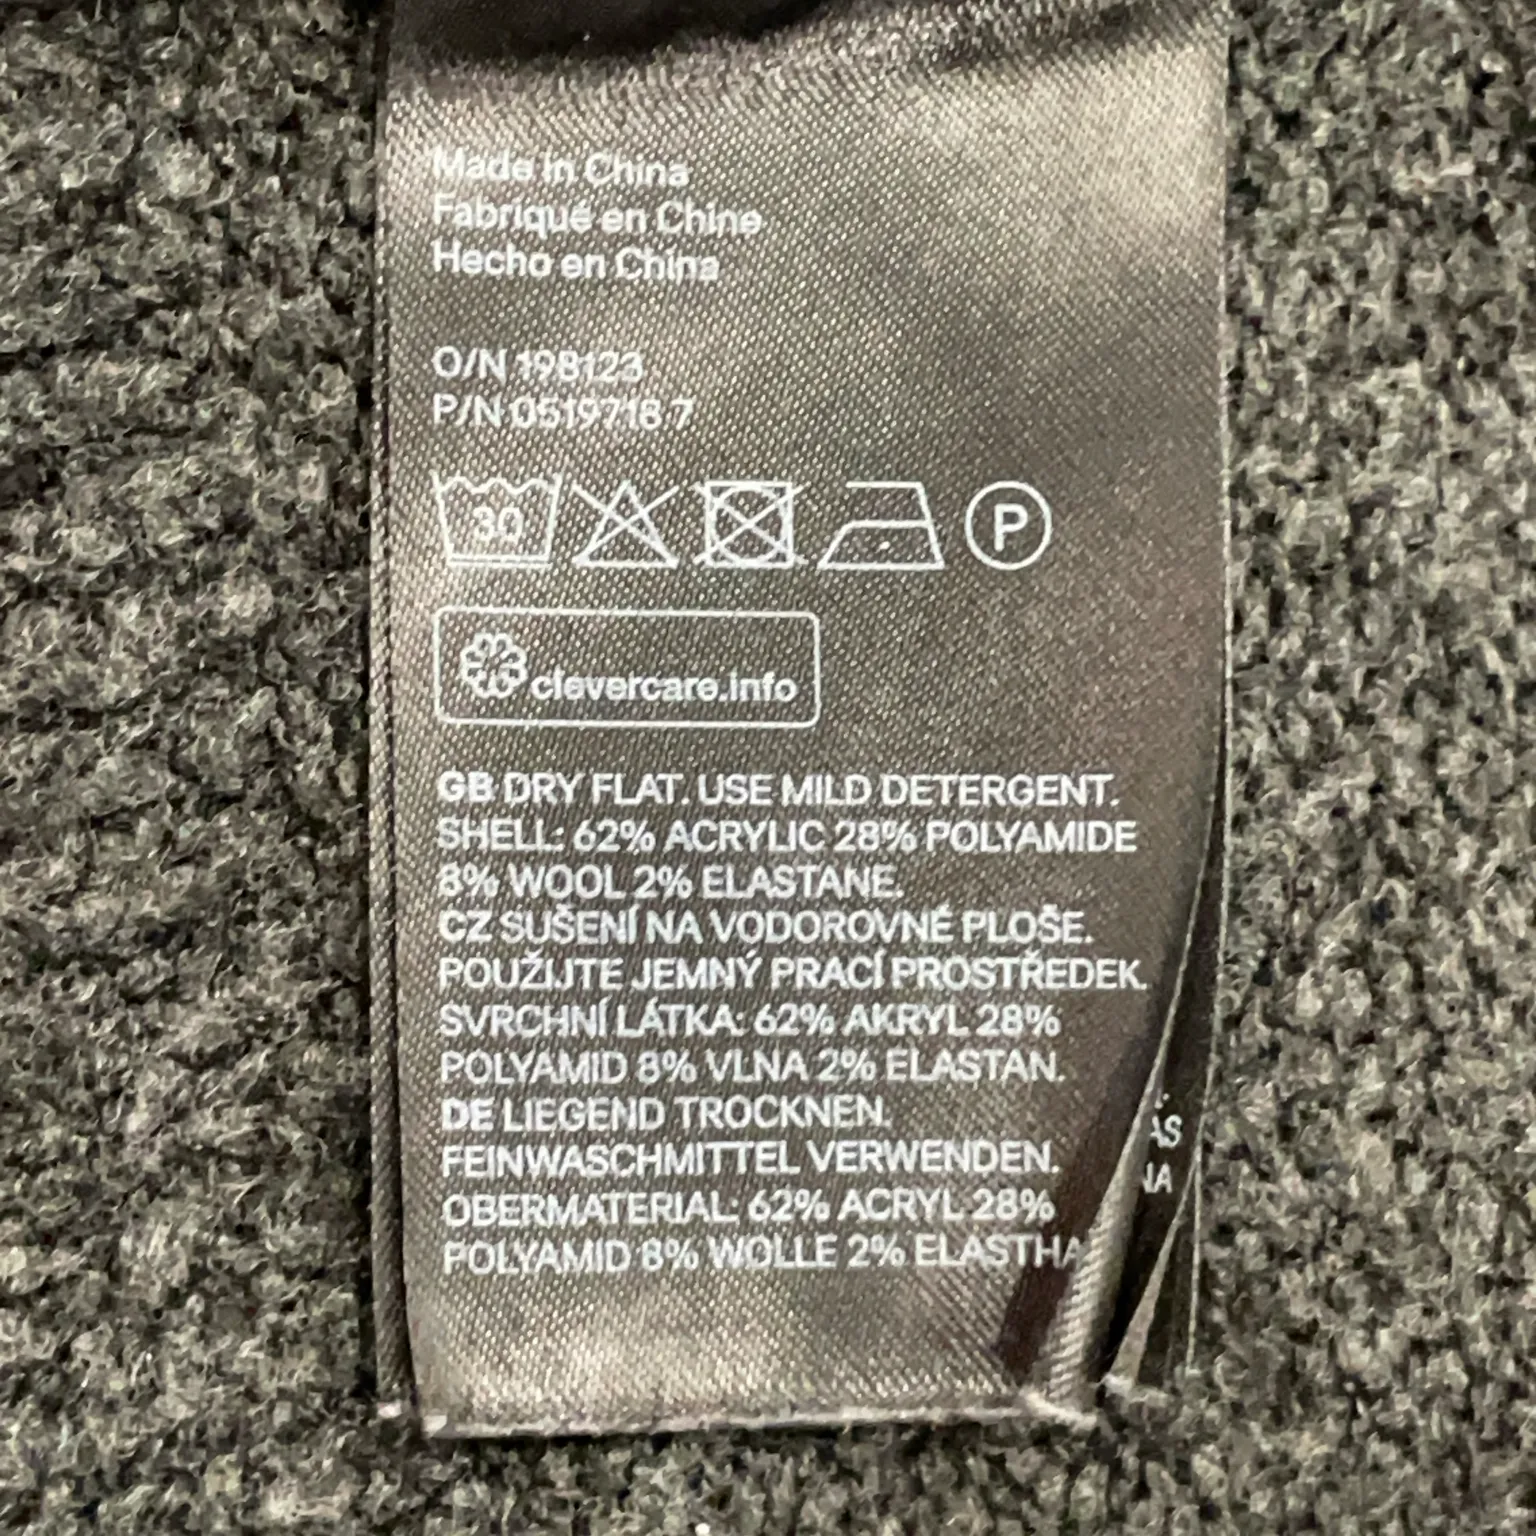 Made in China
Fabriqué en Chine
Hecho en China
O/N 198123
P/N 0519718 7
30
P
clevercare.info
GB DRY FLAT. USE MILD DETERGENT.
SHELL: 62% ACRYLIC 28% POLYAMIDE
8% WOOL 2% ELASTANE.
CZ SUŠENÍ NA VODOROVNÉ PLOŠE.
POUŽIJTE JEMNÝ PRACÍ PROSTŘEDEK.
SVRCHNÍ LÁTKA: 62% AKRYL 28%
POLYAMID 8% VLNA 2% ELASTAN.
DE LIEGEND TROCKNEN.
FEINWASCHMITTEL VERWENDEN.
OBERMATERIAL: 62% ACRYL 28%
POLYAMID 8% WOLLE 2% ELASTHA